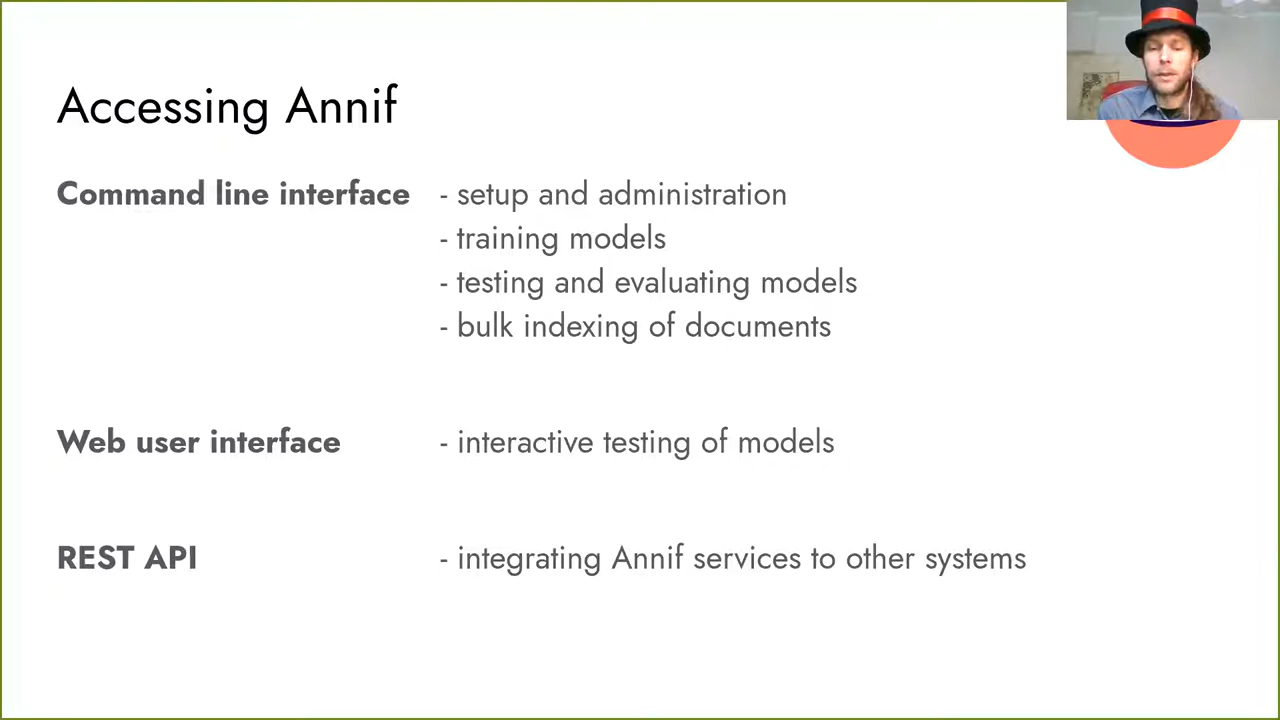 Accessing Annif
Command line interface - setup and administration
- training models
- testing and evaluating models
- bulk indexing of documents
Web user interface - interactive testing of models
REST API - integrating Annif services to other systems